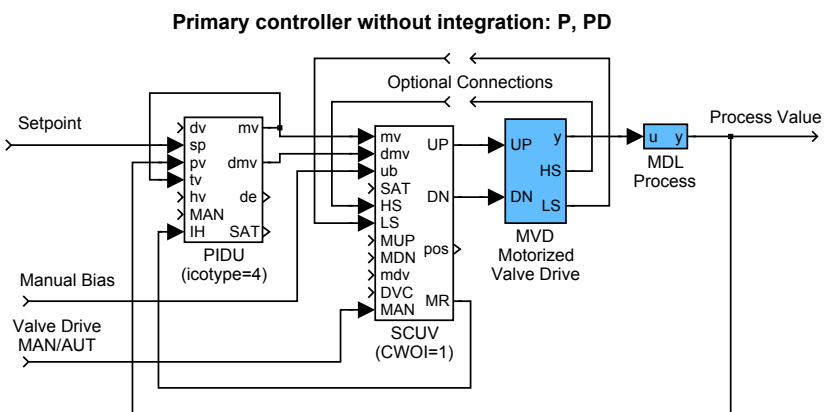 Primary controller without integration: P, PD
Optional Connections
Setpoint
Process Value
dv
mv
sp
pv
dmv
tv
hv
de
MAN
IH
SAT
PIDU
(icotype=4)
mv
UP
dmv
ub
SAT
DN
HS
LS
MUP
pos
MDN
mdv
DVC
MR
MAN
SCUV
(CWOI=1)
UP
y
HS
DN
LS
MVD
Motorized
Valve Drive
u
y
MDL
Process
Manual Bias
Valve Drive
MAN/AUT